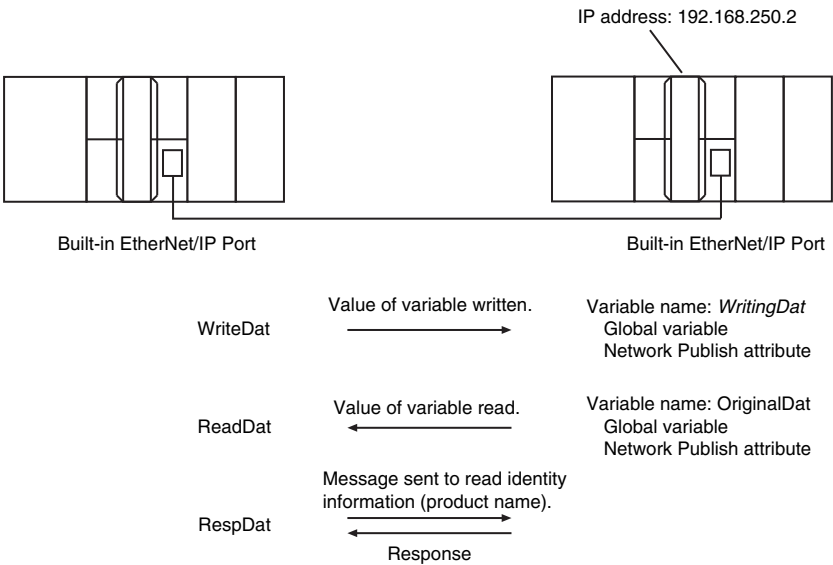 IP address: 192.168.250.2
Built-in EtherNet/IP Port
Built-in EtherNet/IP Port
WriteDat
Value of variable written.
Variable name: WritingDat
Global variable
Network Publish attribute
ReadDat
Value of variable read.
Variable name: OriginalDat
Global variable
Network Publish attribute
RespDat
Message sent to read identity
information (product name).
Response